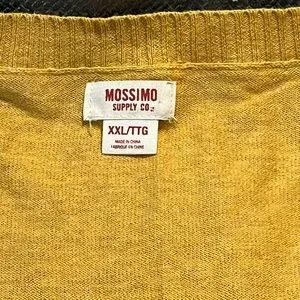 MOSSIMO
SUPPLY CO.
XXL/TTG
MADE IN CHINA
FABRIQUÉ EN CHINE